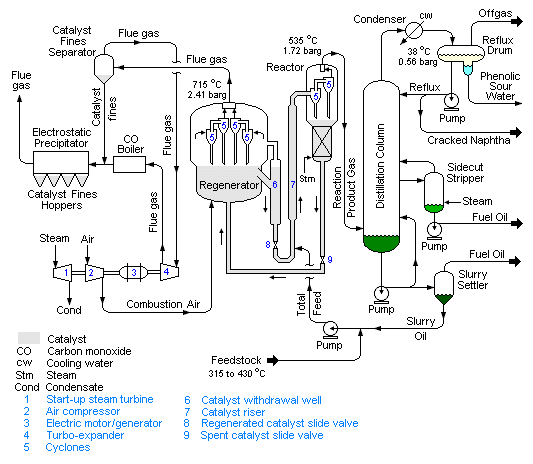 Catalyst
Fines
Separator
Flue gas
Flue gas
Flue
gas
Catalyst
fines
Flue gas
Electrostatic
Precipitator
CO
Boiler
Catalyst Fines
Hoppers
Flue gas
Steam
Air
1
2
3
4
Cond
Combustion Air
715 °C
2.41 barg
5
5
5
5
Regenerator
535 °C
1.72 barg
Reactor
5
5
Stm
6
7
8
9
Reaction
Product Gas
Total
Feed
Condenser
cw
38 °C
0.56 barg
Offgas
Reflux
Drum
Phenolic
Sour
Water
Reflux
Pump
Cracked Naphtha
Distillation Column
Sidecut
Stripper
Steam
Fuel Oil
Pump
Fuel Oil
Slurry
Settler
Pump
Slurry
Oil
Pump
Feedstock
315 to 430 °C
Catalyst
CO Carbon monoxide
cw Cooling water
Stm Steam
Cond Condensate
1 Start-up steam turbine
2 Air compressor
3 Electric motor/generator
4 Turbo-expander
5 Cyclones
6 Catalyst withdrawal well
7 Catalyst riser
8 Regenerated catalyst slide valve
9 Spent catalyst slide valve